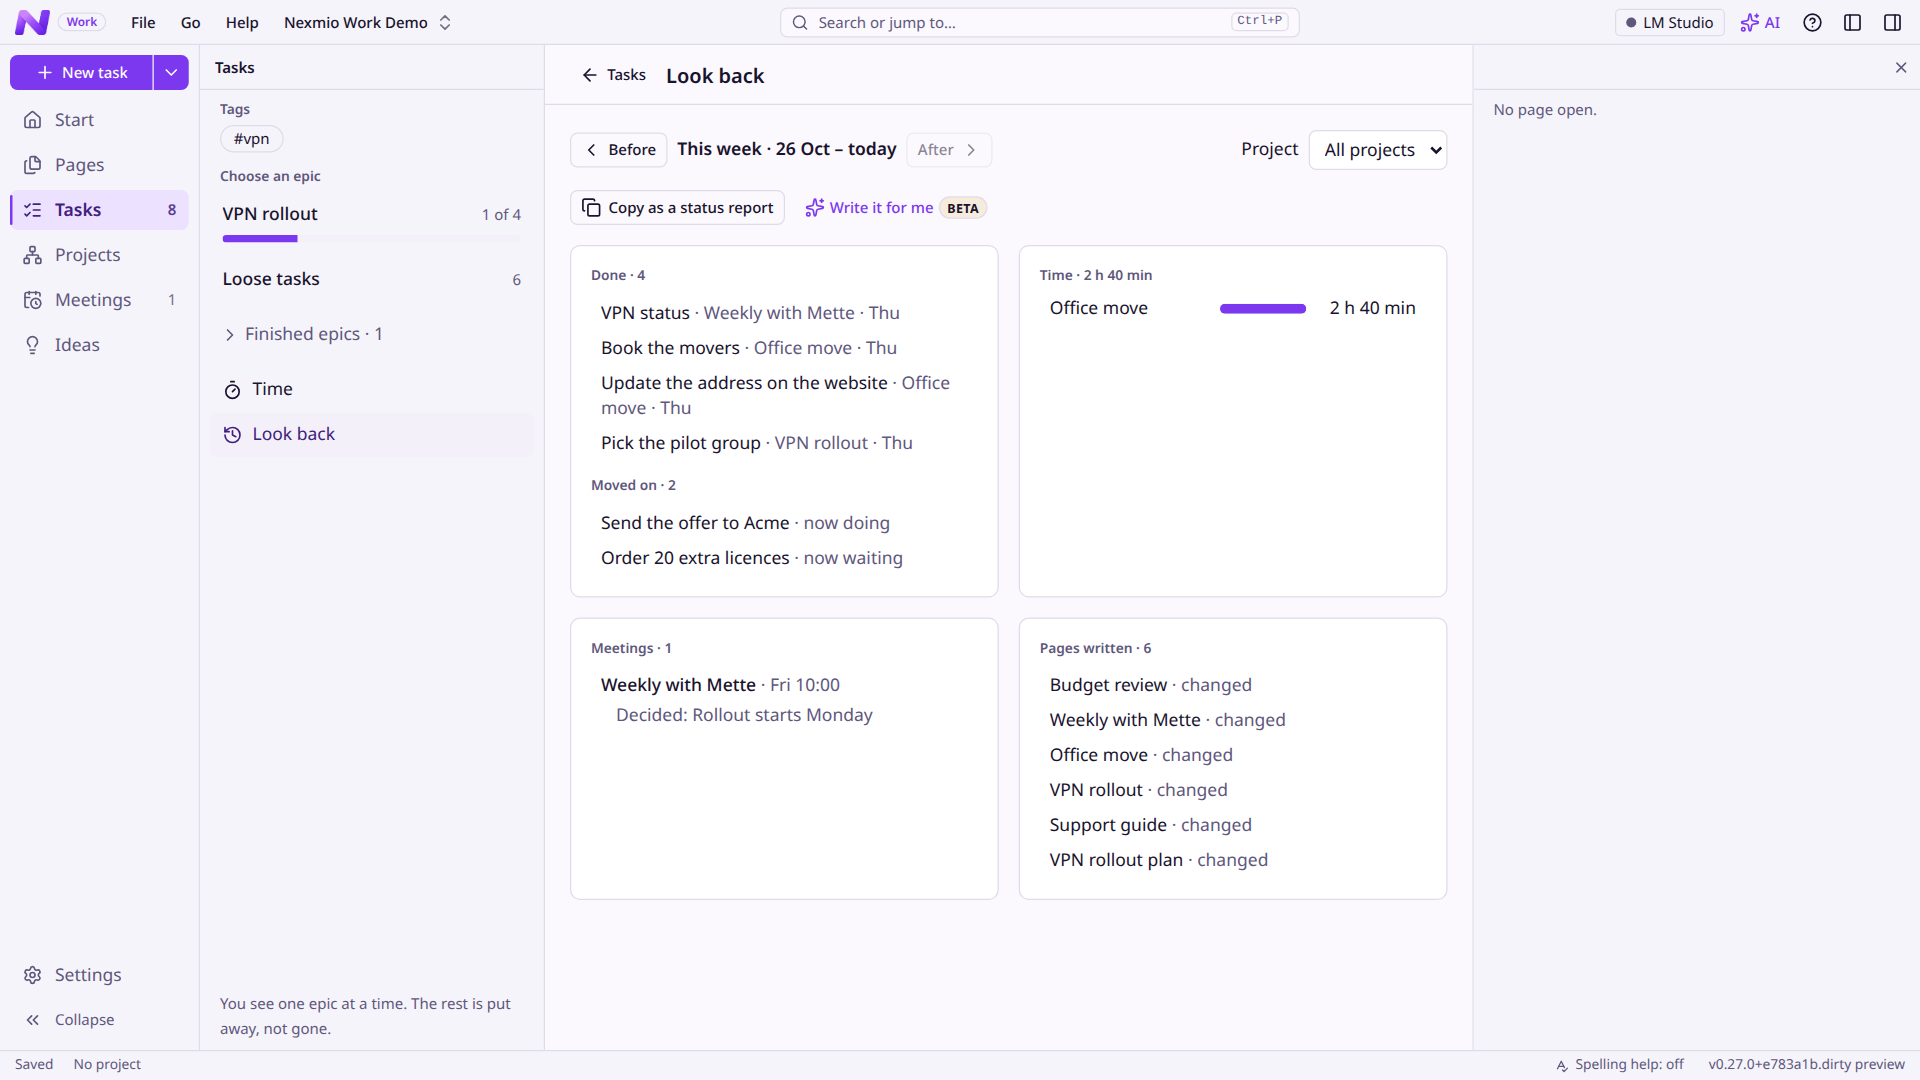 Work
File
Go
Help
Nexmio Work Demo
Search or jump to...
Ctrl+P
LM Studio
AI
New task
Start
Pages
Tasks
8
Projects
Meetings
1
Ideas
Settings
Collapse
Tasks
Tags
#vpn
Choose an epic
VPN rollout
1 of 4
Loose tasks
6
Finished epics · 1
Time
Look back
You see one epic at a time. The rest is put
away, not gone.
Tasks
Look back
Before
This week · 26 Oct – today
After
Project
All projects
Copy as a status report
Write it for me
BETA
Done · 4
VPN status · Weekly with Mette · Thu
Book the movers · Office move · Thu
Update the address on the website · Office
move · Thu
Pick the pilot group · VPN rollout · Thu
Moved on · 2
Send the offer to Acme · now doing
Order 20 extra licences · now waiting
Time · 2 h 40 min
Office move
2 h 40 min
Meetings · 1
Weekly with Mette · Fri 10:00
Decided: Rollout starts Monday
Pages written · 6
Budget review · changed
Weekly with Mette · changed
Office move · changed
VPN rollout · changed
Support guide · changed
VPN rollout plan · changed
No page open.
Saved
No project
Spelling help: off
v0.27.0+e783a1b.dirty preview